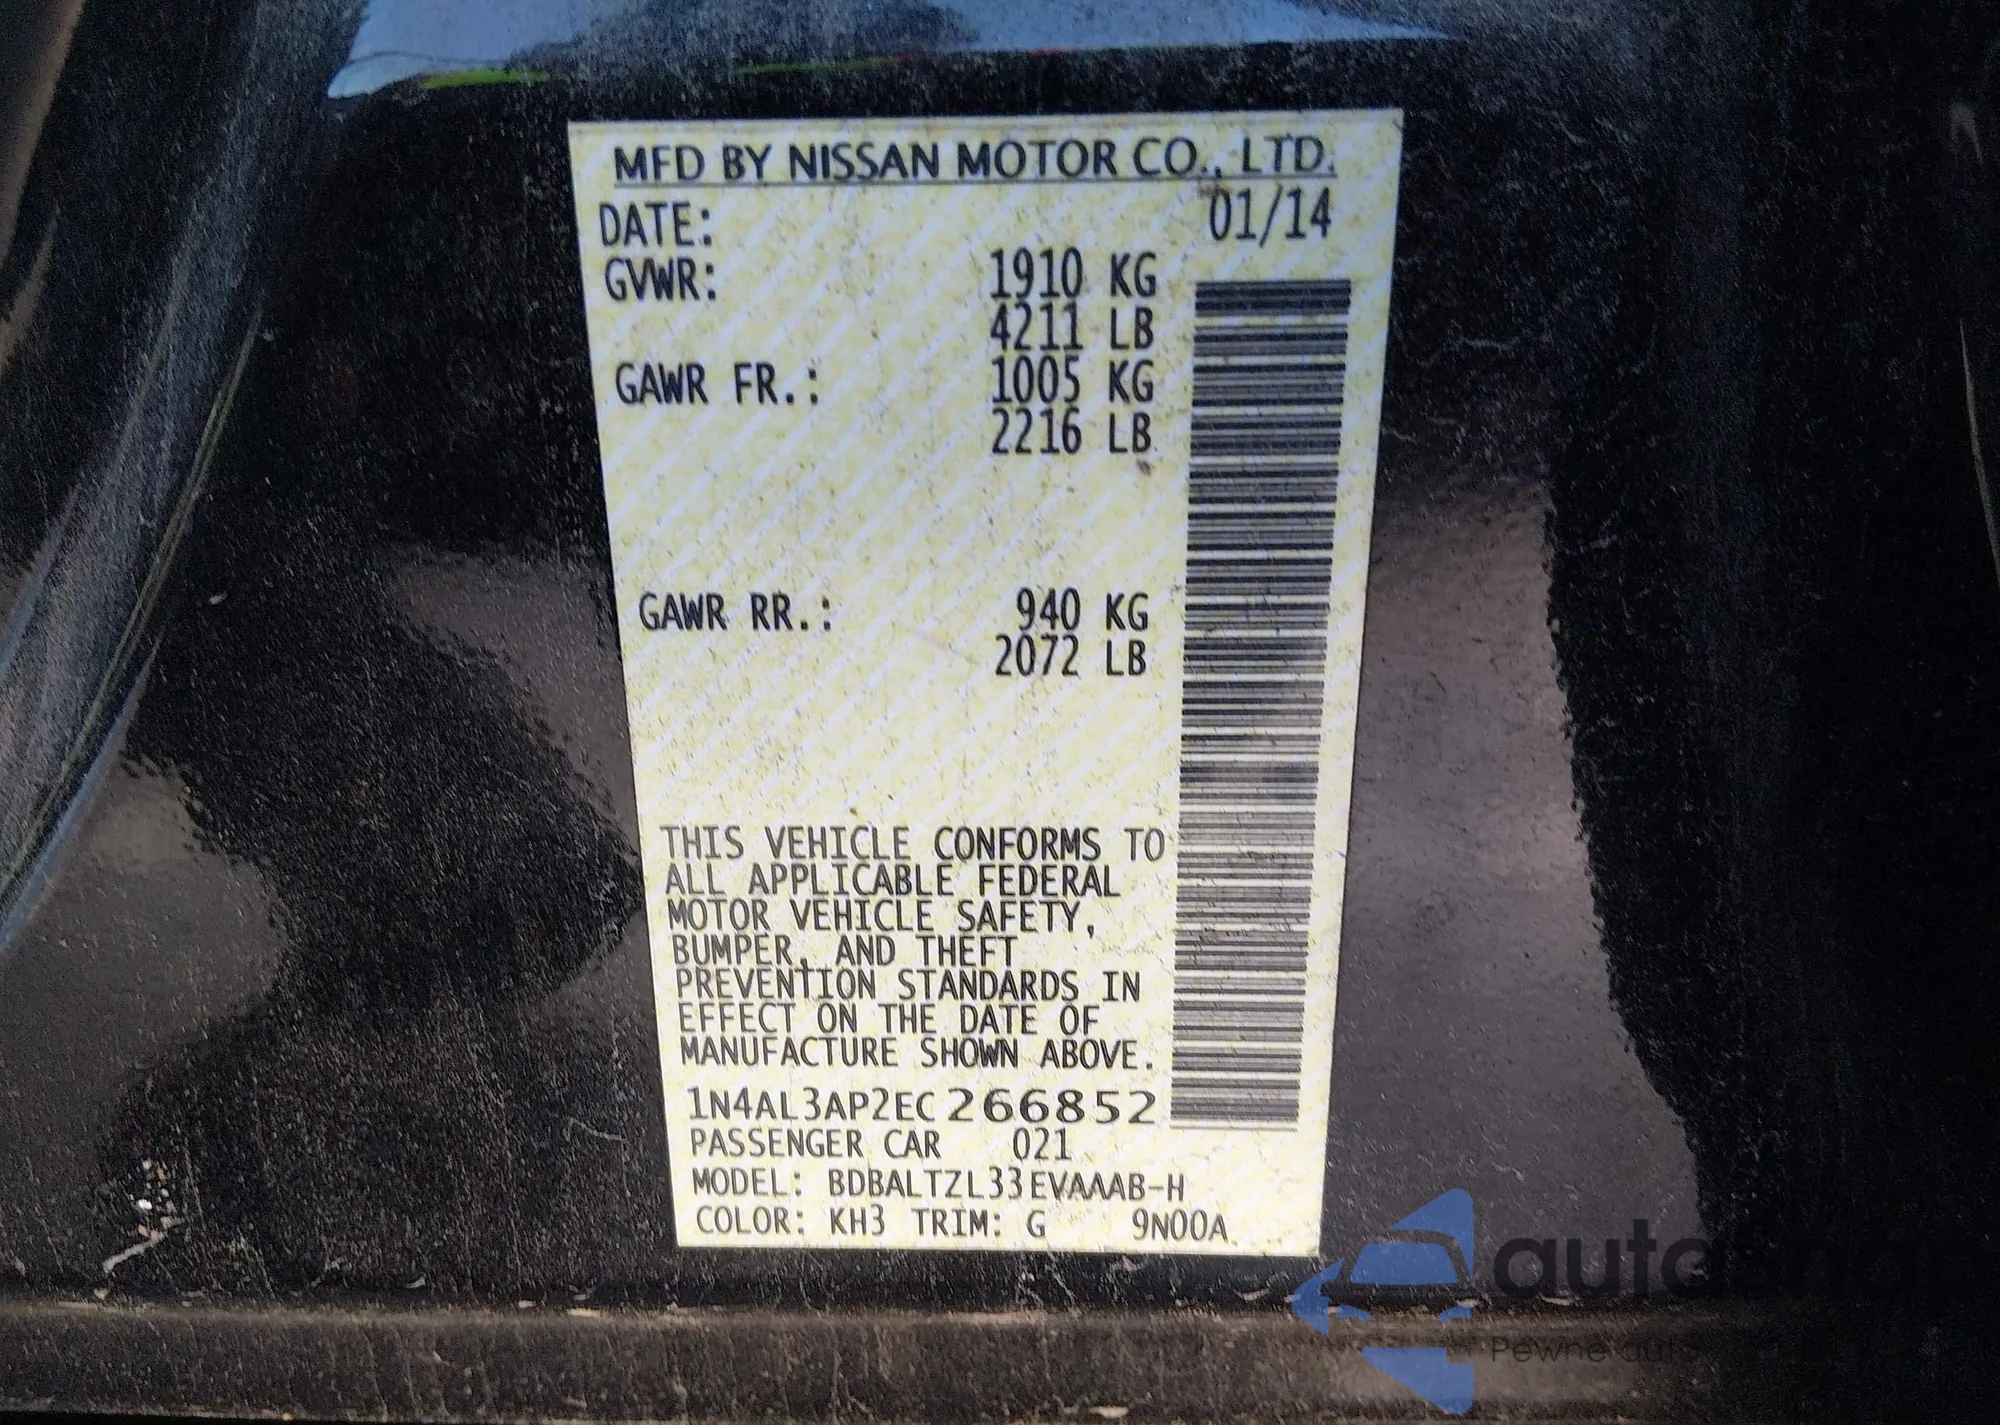 MFD BY NISSAN MOTOR CO., LTD.
DATE: 01/14
GVWR: 1910 KG
4211 LB
GAWR FR.: 1005 KG
2216 LB
GAWR RR.: 940 KG
2072 LB
THIS VEHICLE CONFORMS TO
ALL APPLICABLE FEDERAL
MOTOR VEHICLE SAFETY,
BUMPER, AND THEFT
PREVENTION STANDARDS IN
EFFECT ON THE DATE OF
MANUFACTURE SHOWN ABOVE.
1N4AL3AP2EC266852
PASSENGER CAR 021
MODEL: BDBALTZL33EVAAAB-H
COLOR: KH3 TRIM: G 9N00A
Pewne